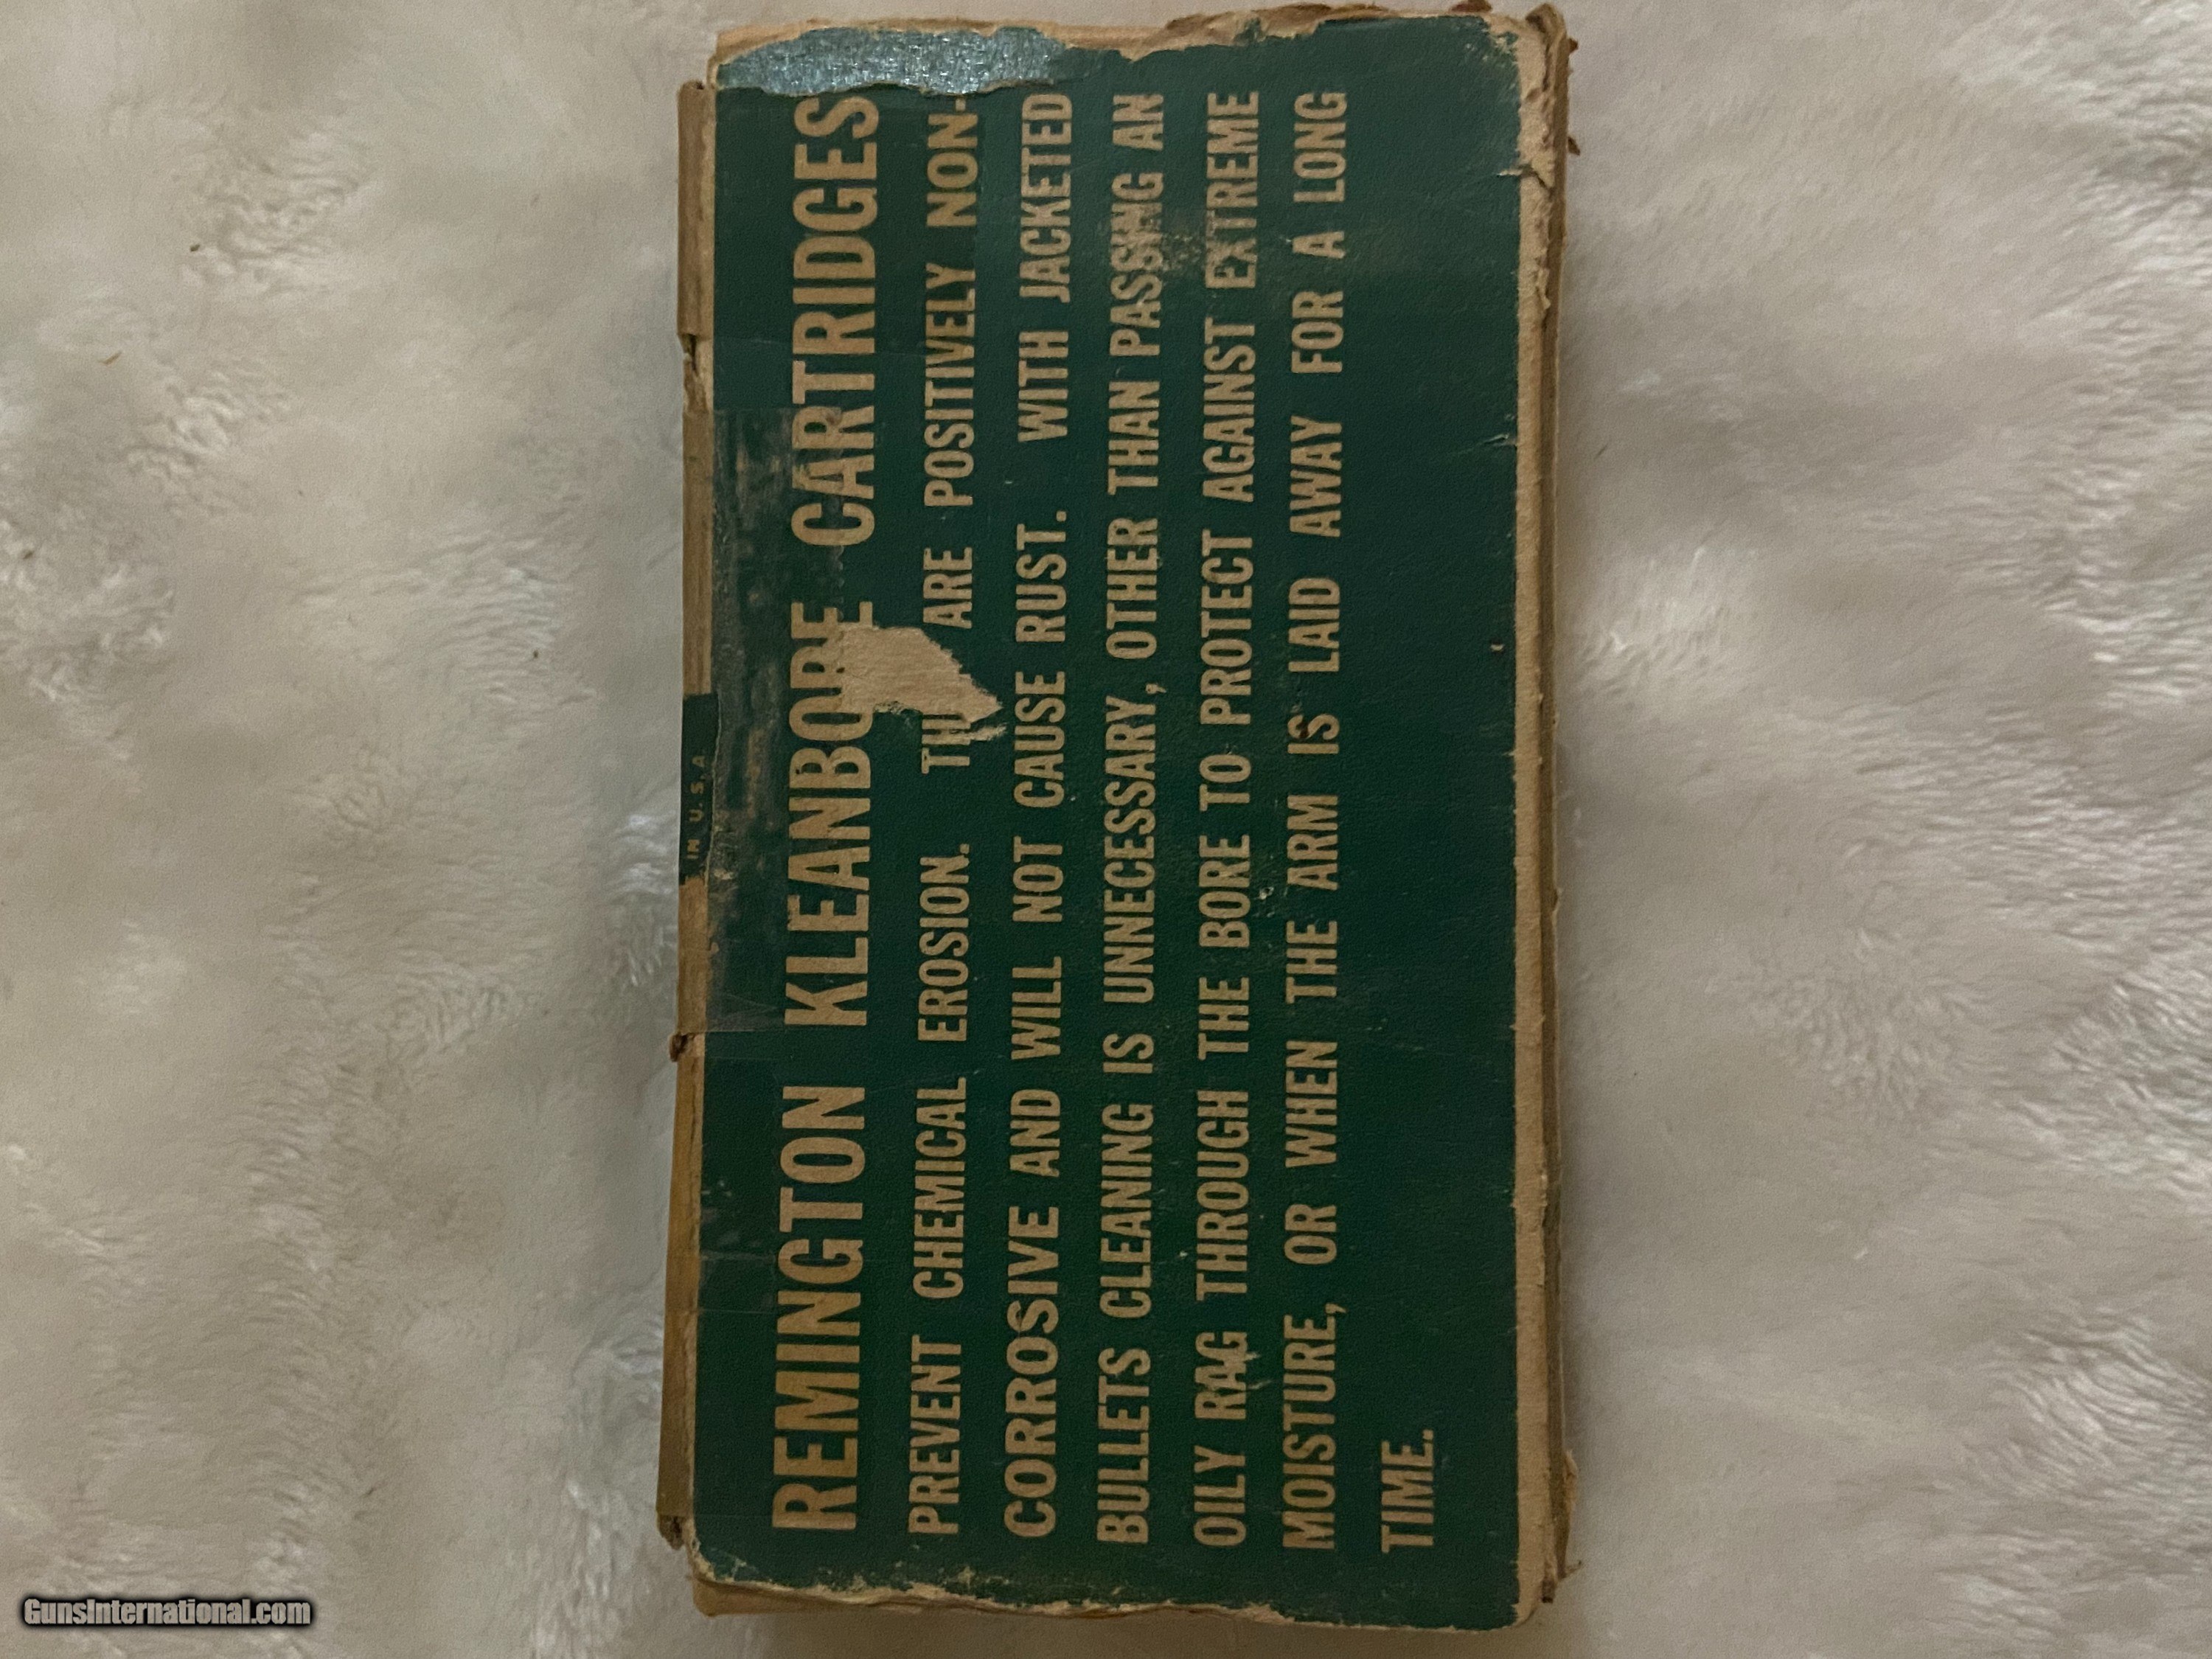 REMINGTON KLEANBORE CARTRIDGES
PREVENT CHEMICAL EROSION. ARE POSITIVELY NON-
CORROSIVE AND WILL NOT CAUSE RUST. WITH JACKETED
BULLETS CLEANING IS UNNECESSARY, OTHER THAN PASSING AN
OILY RAG THROUGH THE BORE TO PROTECT AGAINST EXTREME
MOISTURE, OR WHEN THE ARM IS LAID AWAY FOR A LONG
TIME.
IN U.S.A.
GunsInternational.com